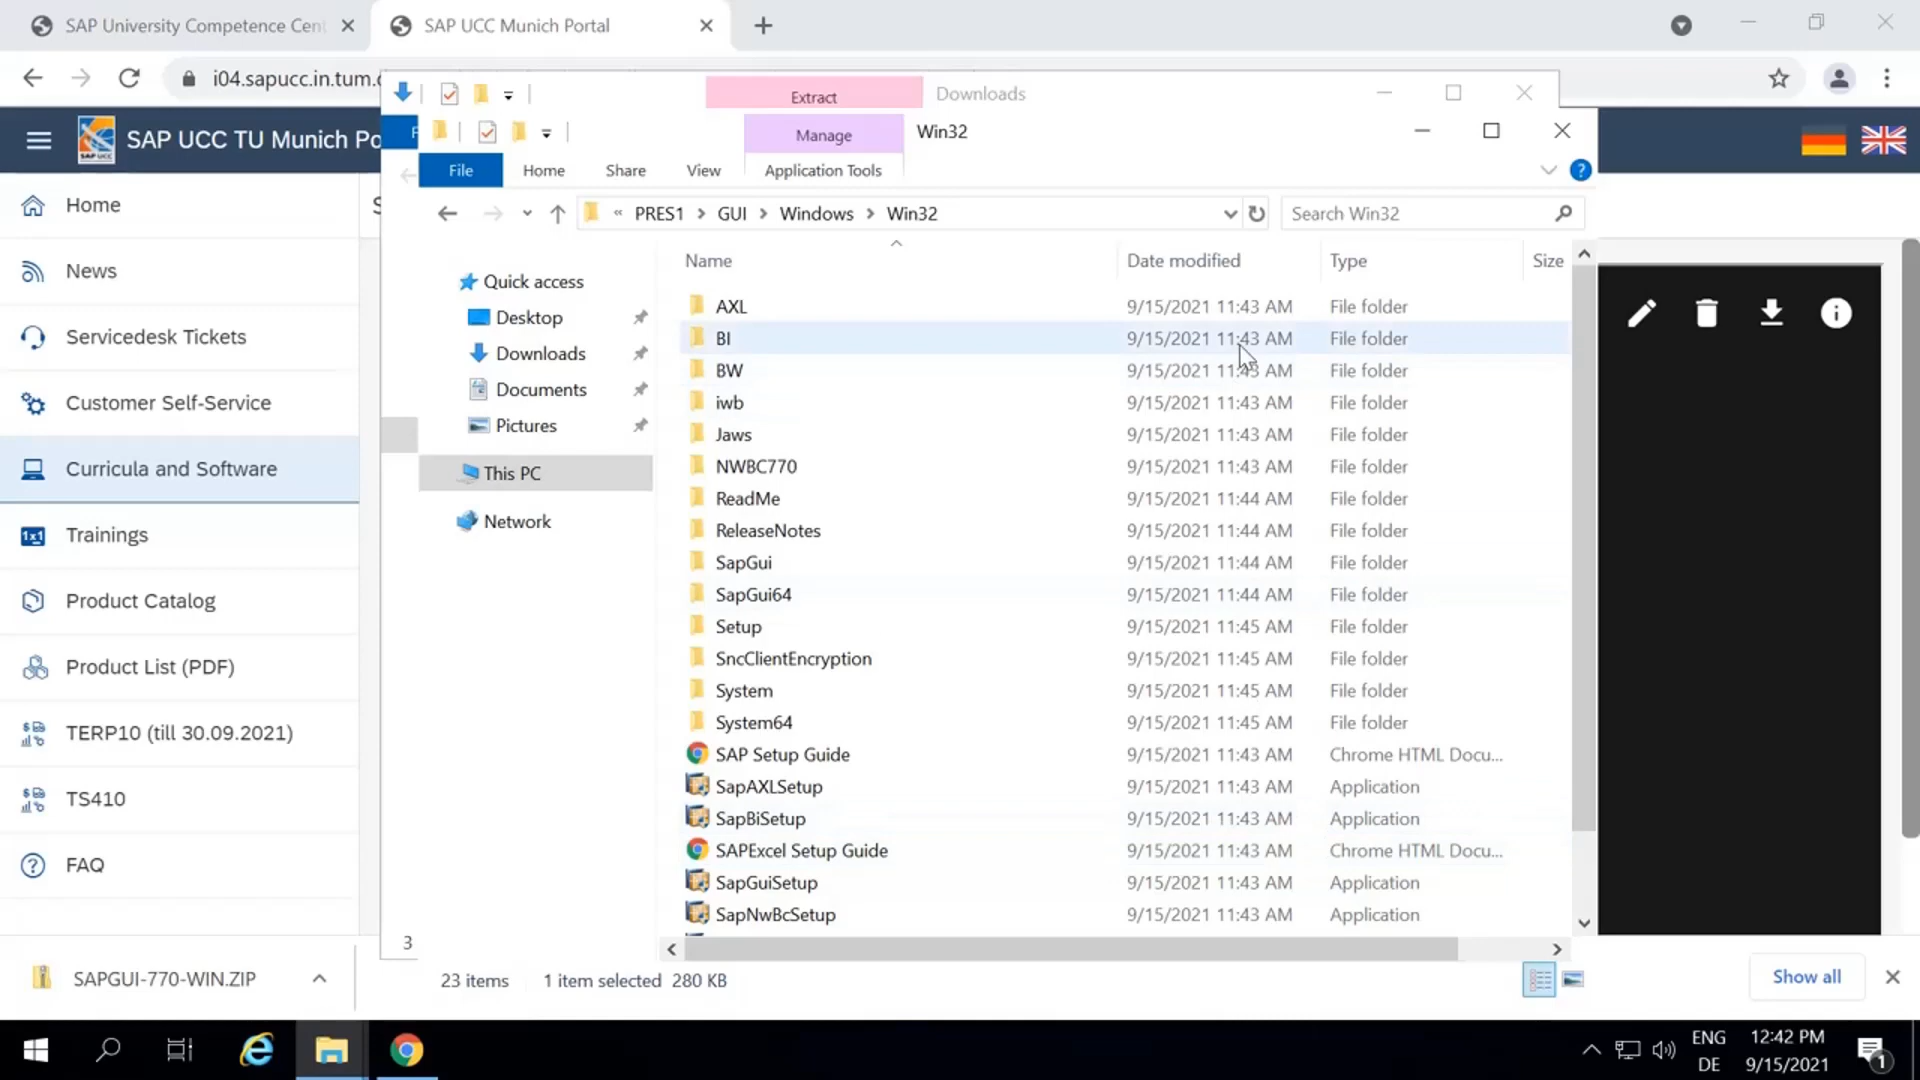 SAP University Competence Cent
SAP UCC Munich Portal
i04.sapucc.in.tum.
Extract
Downloads
Manage
Win32
SAP UCC
SAP UCC TU Munich Po
File
Home
Share
View
Application Tools
PRES1
GUI
Windows
Win32
Search Win32
Home
News
Servicedesk Tickets
Customer Self-Service
Curricula and Software
1x1
Trainings
Product Catalog
Product List (PDF)
TERP10 (till 30.09.2021)
TS410
FAQ
Quick access
Desktop
Downloads
Documents
Pictures
This PC
Network
Name
Date modified
Type
Size
AXL 9/15/2021 11:43 AM File folder
BI 9/15/2021 11:43 AM File folder
BW 9/15/2021 11:43 AM File folder
iwb 9/15/2021 11:43 AM File folder
Jaws 9/15/2021 11:43 AM File folder
NWBC770 9/15/2021 11:43 AM File folder
ReadMe 9/15/2021 11:44 AM File folder
ReleaseNotes 9/15/2021 11:44 AM File folder
SapGui 9/15/2021 11:44 AM File folder
SapGui64 9/15/2021 11:44 AM File folder
Setup 9/15/2021 11:45 AM File folder
SncClientEncryption 9/15/2021 11:45 AM File folder
System 9/15/2021 11:45 AM File folder
System64 9/15/2021 11:45 AM File folder
SAP Setup Guide 9/15/2021 11:43 AM Chrome HTML Docu...
SapAXLSetup 9/15/2021 11:43 AM Application
SapBiSetup 9/15/2021 11:43 AM Application
SAPExcel Setup Guide 9/15/2021 11:43 AM Chrome HTML Docu...
SapGuiSetup 9/15/2021 11:43 AM Application
SapNwBcSetup 9/15/2021 11:43 AM Application
3
23 items
1 item selected 280 KB
SAPGUI-770-WIN.ZIP
Show all
ENG
DE
12:42 PM
9/15/2021
1